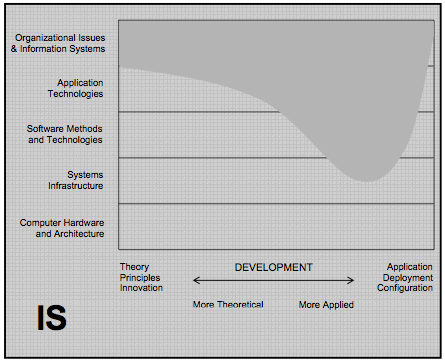 Organizational Issues
& Information Systems
Application
Technologies
Software Methods
and Technologies
Systems
Infrastructure
Computer Hardware
and Architecture
Theory
Principles
Innovation
DEVELOPMENT
Application
Deployment
Configuration
More Theoretical
More Applied
IS